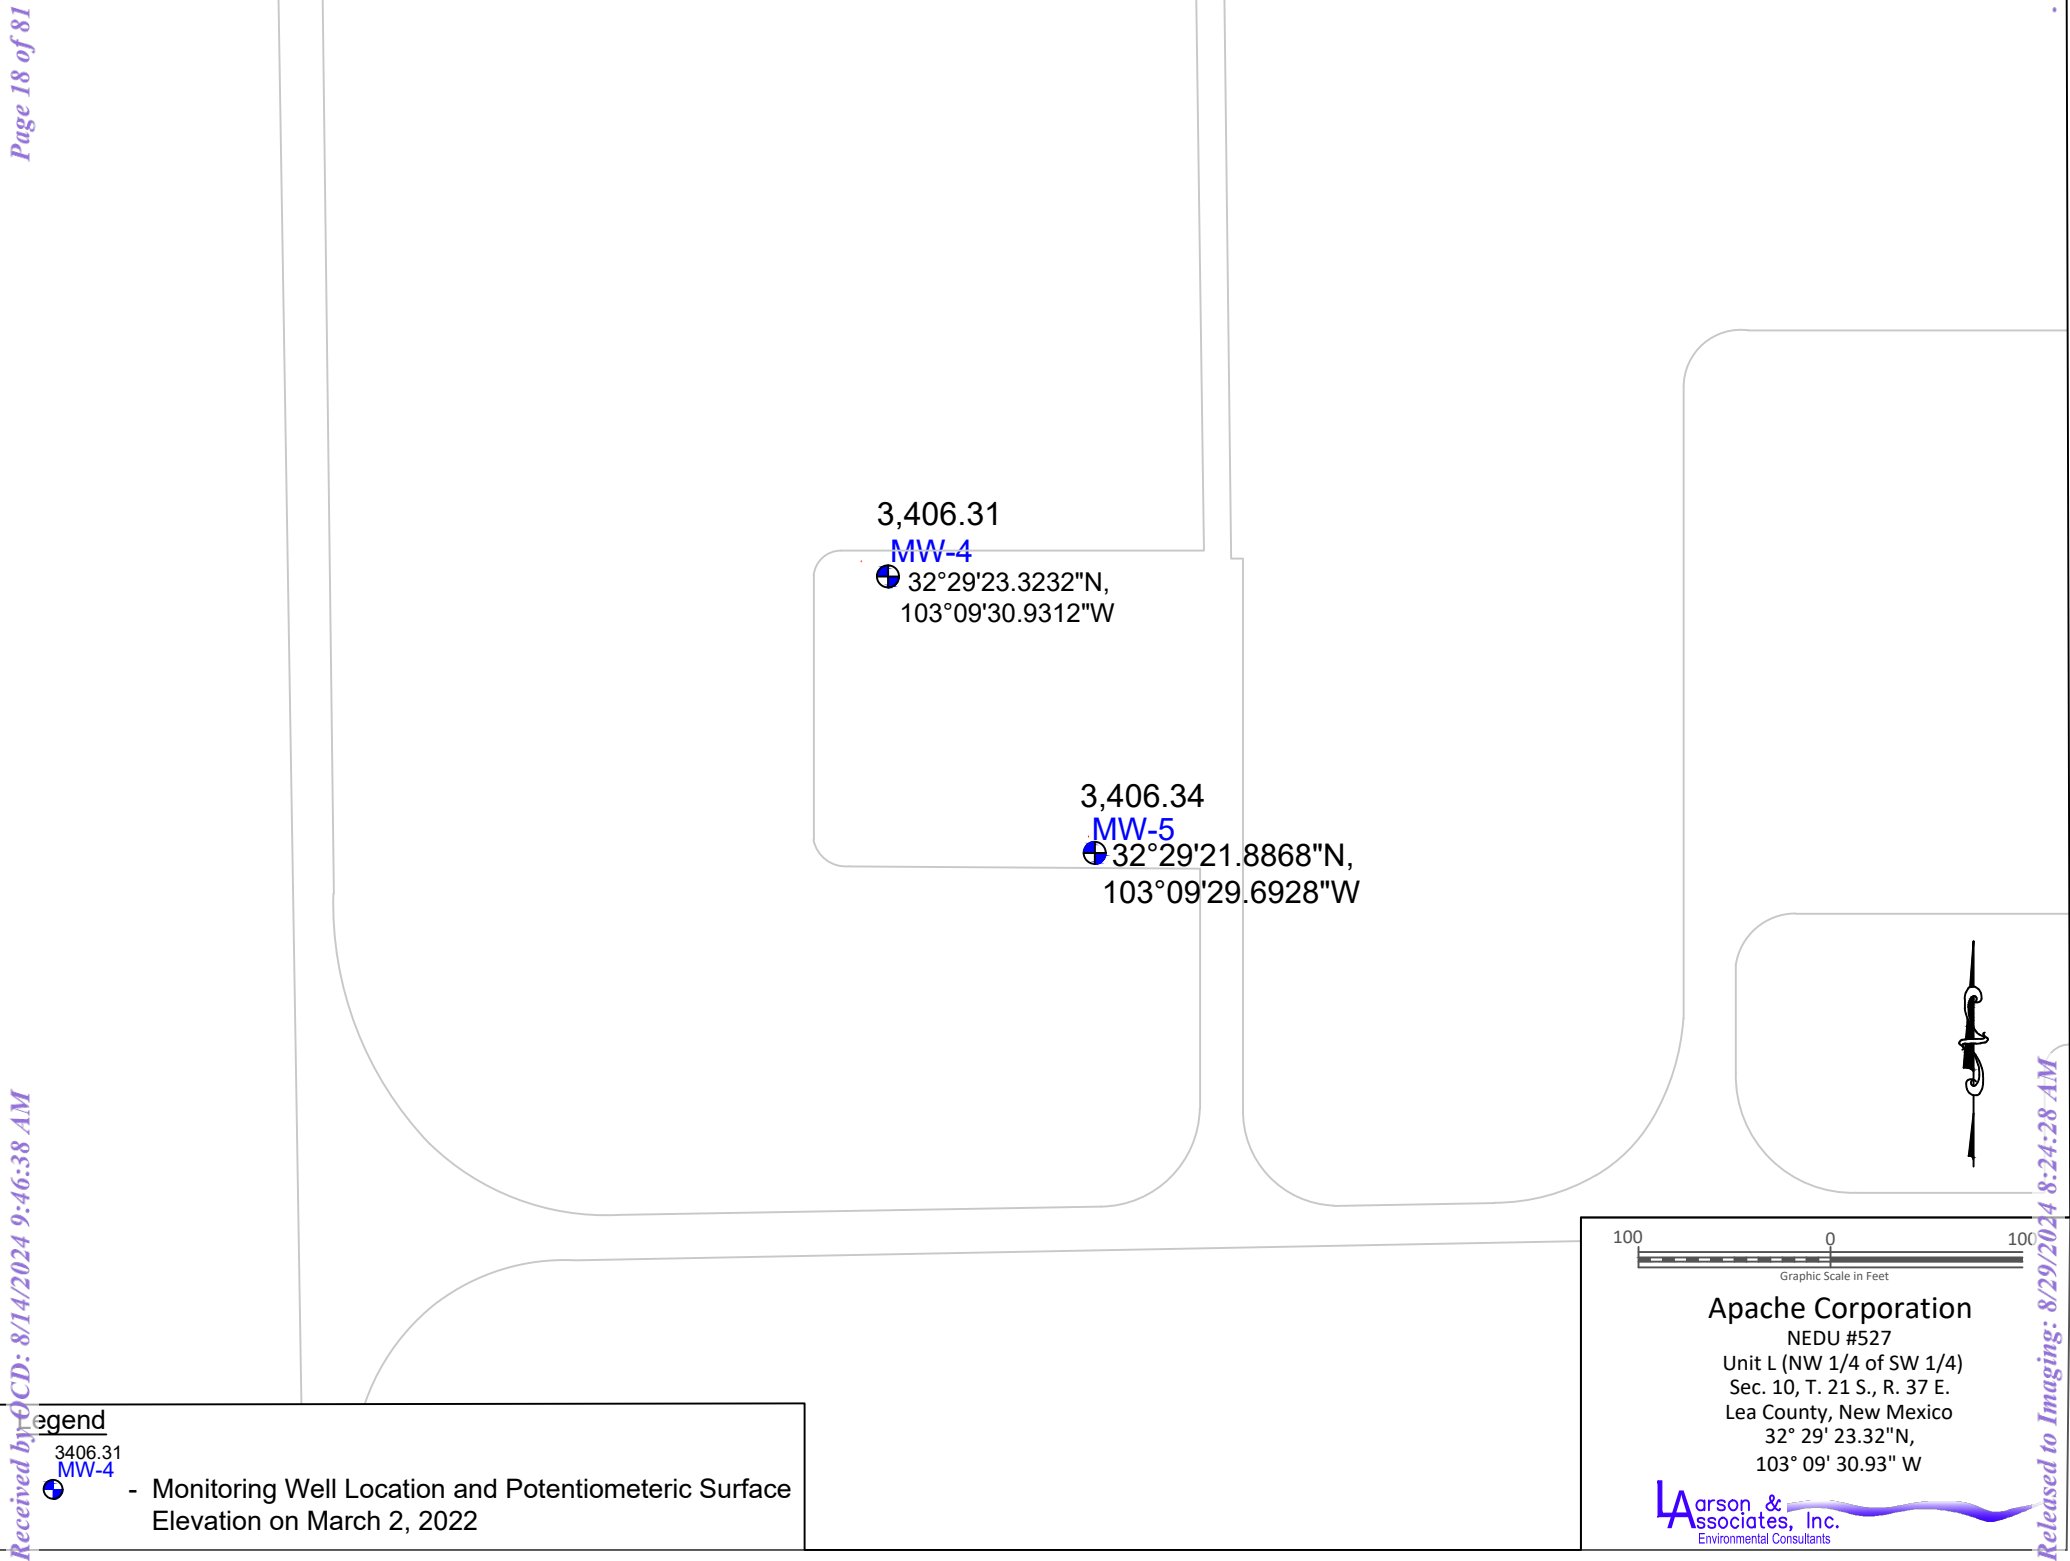 Page 18 of 81
3,406.31
MW-4
32°29'23.3232"N,
103°09'30.9312"W
3,406.34
MW-5
32°29'21.8868"N,
103°09'29.6928"W
Received by OCD: 8/14/2024 9:46:38 AM
Released to Imaging: 8/29/2024 8:24:28 AM
Legend
3406.31
MW-4
- Monitoring Well Location and Potentiometeric Surface
Elevation on March 2, 2022
100 0 100
Graphic Scale in Feet
Apache Corporation
NEDU #527
Unit L (NW 1/4 of SW 1/4)
Sec. 10, T. 21 S., R. 37 E.
Lea County, New Mexico
32° 29' 23.32"N,
103° 09' 30.93" W
Larson &
Associates, Inc.
Environmental Consultants